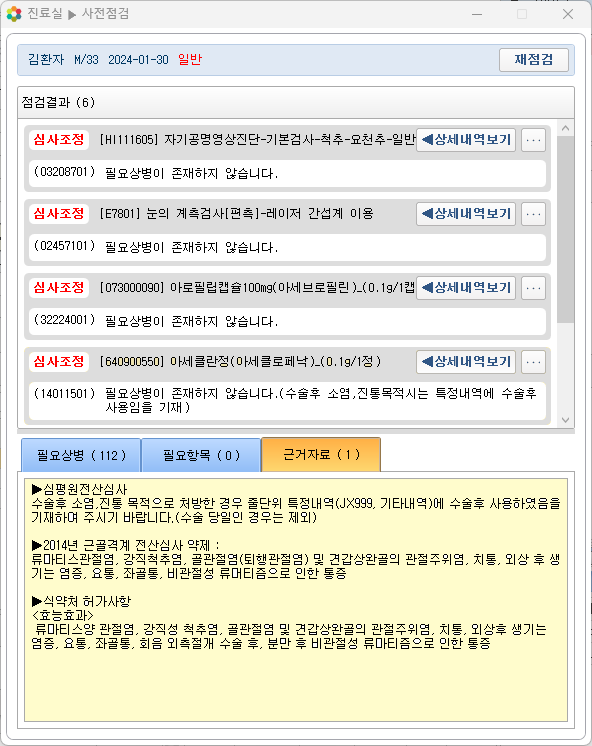 진료실 ▶ 사전점검
김환자 M/33 2024-01-30 일반
재점검
점검결과 (6)
심사조정 [HI111605] 자기공명영상진단-기본검사-척추-요천추-일반 ◀상세내역보기 ...
(03208701) 필요상병이 존재하지 않습니다.
심사조정 [E7801] 눈의 계측검사[편측]-레이저 간섭계 이용 ◀상세내역보기 ...
(02457101) 필요상병이 존재하지 않습니다.
심사조정 [073000090] 아로필립캡슐100mg(아세브로필린)_(0.1g/1캡 ◀상세내역보기 ...
(32224001) 필요상병이 존재하지 않습니다.
심사조정 [640900550] 아세클란정(아세클로페낙)_(0.1g/1정) ◀상세내역보기 ...
(14011501) 필요상병이 존재하지 않습니다.(수술후 소염,진통목적시는 특정내역에 수술후
사용임을 기재)
필요상병 ( 112 ) 필요항목 ( 0 ) 근거자료 ( 1 )
▶심평원전산심사
수술후 소염,진통 목적으로 처방한 경우 줄단위 특정내역(JX999, 기타내역)에 수술후 사용하였음을
기재하여 주시기 바랍니다.(수술 당일인 경우는 제외)
▶2014년 근골격계 전산심사 약제 :
류마티스관절염, 강직척추염, 골관절염(퇴행관절염) 및 견갑상완골의 관절주위염, 치통, 외상 후 생
기는 염증, 요통, 좌골통, 비관절성 류머티즘으로 인한 통증
▶식약처 허가사항
<효능효과>
류마티스양 관절염, 강직성 척추염, 골관절염 및 견갑상완골의 관절주위염, 치통, 외상후 생기는
염증, 요통, 좌골통, 회음 외측절개 수술 후, 분만 후 비관절성 류마티즘으로 인한 통증